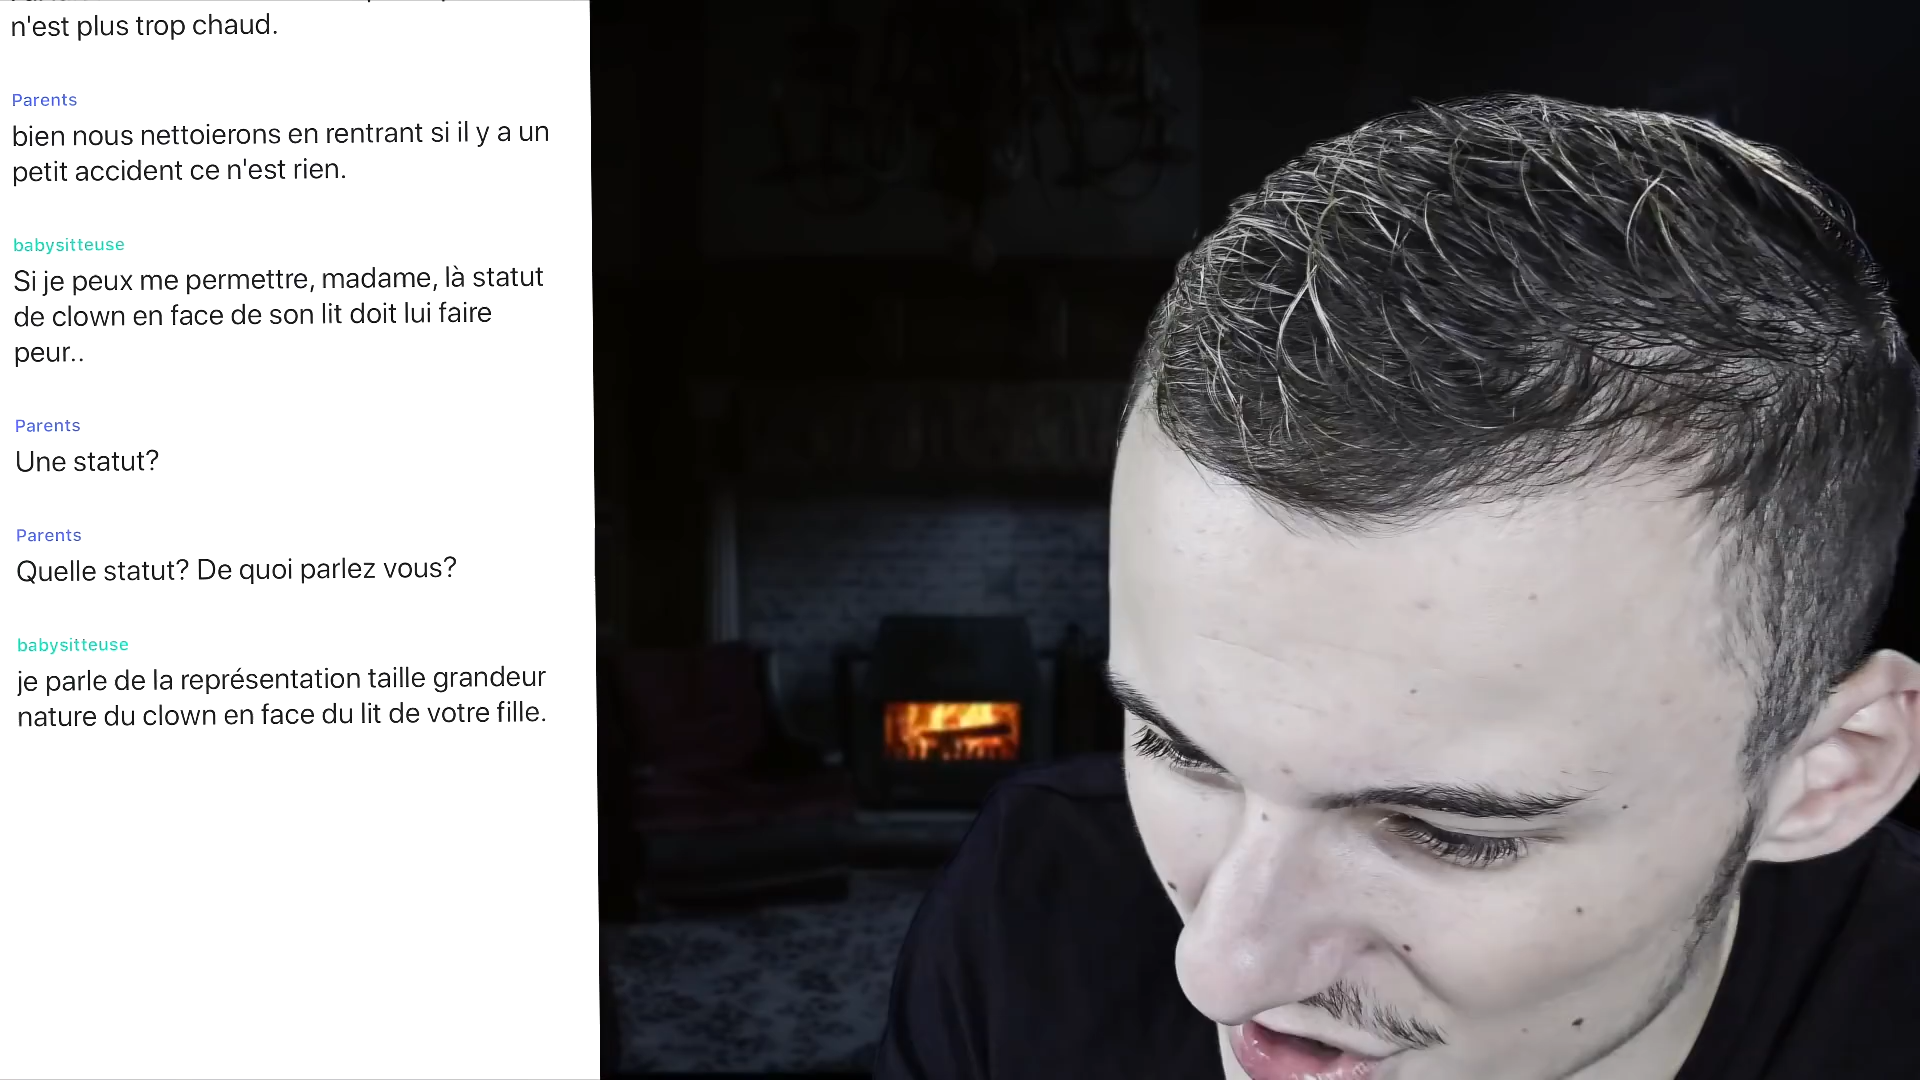 n'est plus trop chaud.
Parents
bien nous nettoierons en rentrant si il y a un
petit accident ce n'est rien.
babysitteuse
Si je peux me permettre, madame, là statut
de clown en face de son lit doit lui faire
peur..
Parents
Une statut?
Parents
Quelle statut? De quoi parlez vous?
babysitteuse
je parle de la représentation taille grandeur
nature du clown en face du lit de votre fille.